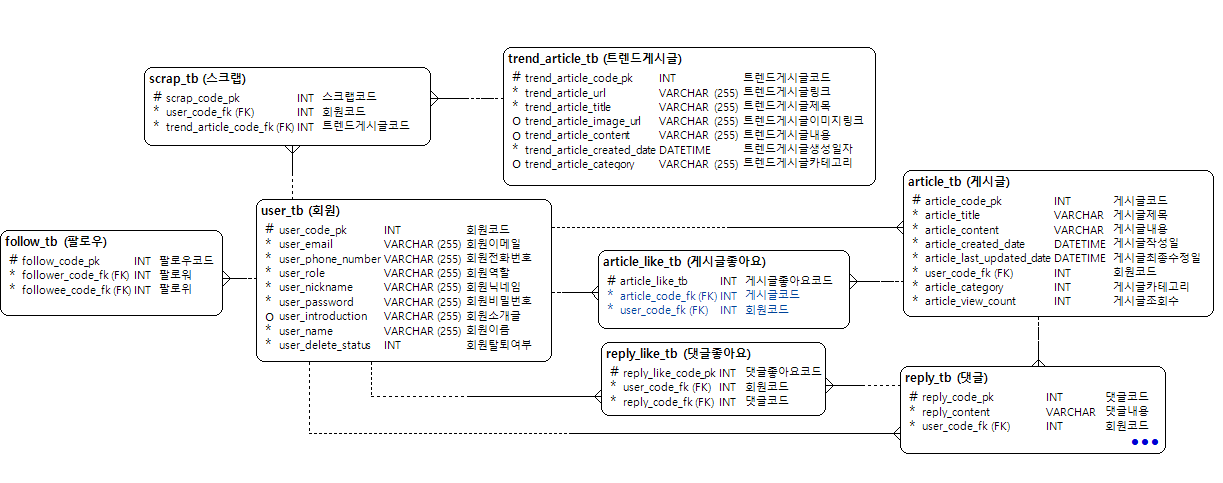 scrap_tb (스크랩)
# scrap_code_pk INT 스크랩코드
* user_code_fk (FK) INT 회원코드
* trend_article_code_fk (FK) INT 트렌드게시글코드
trend_article_tb (트렌드게시글)
# trend_article_code_pk INT 트렌드게시글코드
* trend_article_url VARCHAR (255) 트렌드게시글링크
* trend_article_title VARCHAR (255) 트렌드게시글제목
O trend_article_image_url VARCHAR (255) 트렌드게시글이미지링크
O trend_article_content VARCHAR (255) 트렌드게시글내용
* trend_article_created_date DATETIME 트렌드게시글생성일자
O trend_article_category VARCHAR (255) 트렌드게시글카테고리
follow_tb (팔로우)
# follow_code_pk INT 팔로우코드
* follower_code_fk (FK) INT 팔로워
* followee_code_fk (FK) INT 팔로위
user_tb (회원)
# user_code_pk INT 회원코드
* user_email VARCHAR (255) 회원이메일
* user_phone_number VARCHAR (255) 회원전화번호
* user_role VARCHAR (255) 회원역할
* user_nickname VARCHAR (255) 회원닉네임
* user_password VARCHAR (255) 회원비밀번호
O user_introduction VARCHAR (255) 회원소개글
* user_name VARCHAR (255) 회원이름
* user_delete_status INT 회원탈퇴여부
article_like_tb (게시글좋아요)
# article_like_tb INT 게시글좋아요코드
* article_code_fk (FK) INT 게시글코드
* user_code_fk (FK) INT 회원코드
article_tb (게시글)
# article_code_pk INT 게시글코드
* article_title VARCHAR 게시글제목
* article_content VARCHAR 게시글내용
* article_created_date DATETIME 게시글작성일
* article_last_updated_date DATETIME 게시글최종수정일
* user_code_fk (FK) INT 회원코드
* article_category INT 게시글카테고리
* article_view_count INT 게시글조회수
reply_like_tb (댓글좋아요)
# reply_like_code_pk INT 댓글좋아요코드
* user_code_fk (FK) INT 회원코드
* reply_code_fk (FK) INT 댓글코드
reply_tb (댓글)
# reply_code_pk INT 댓글코드
* reply_content VARCHAR 댓글내용
* user_code_fk (FK) INT 회원코드